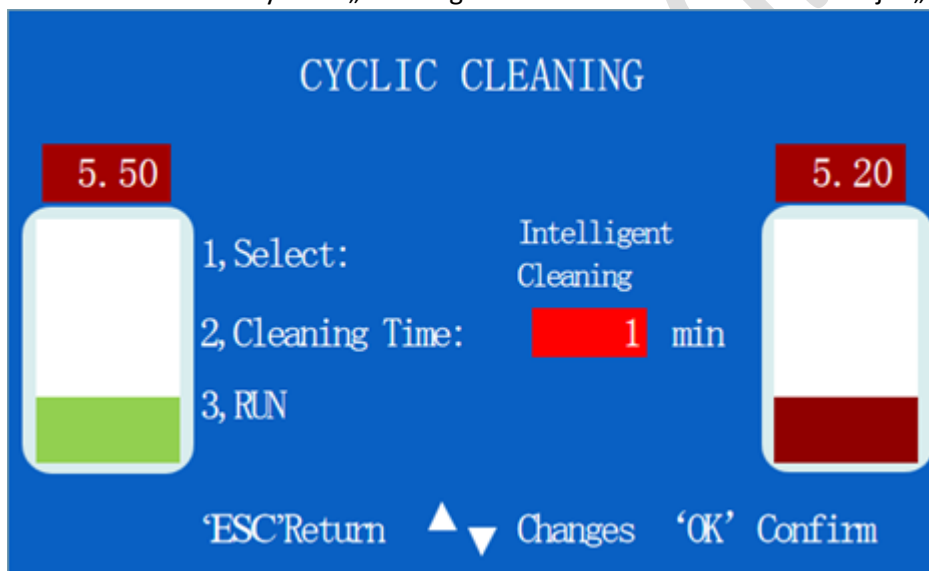 CYCLIC CLEANING
5.50
5.20
1,Select:
Intelligent
Cleaning
2,Cleaning Time: 1 min
3,RUN
‘ESC’Return ▲▼ Changes ‘OK’ Confirm